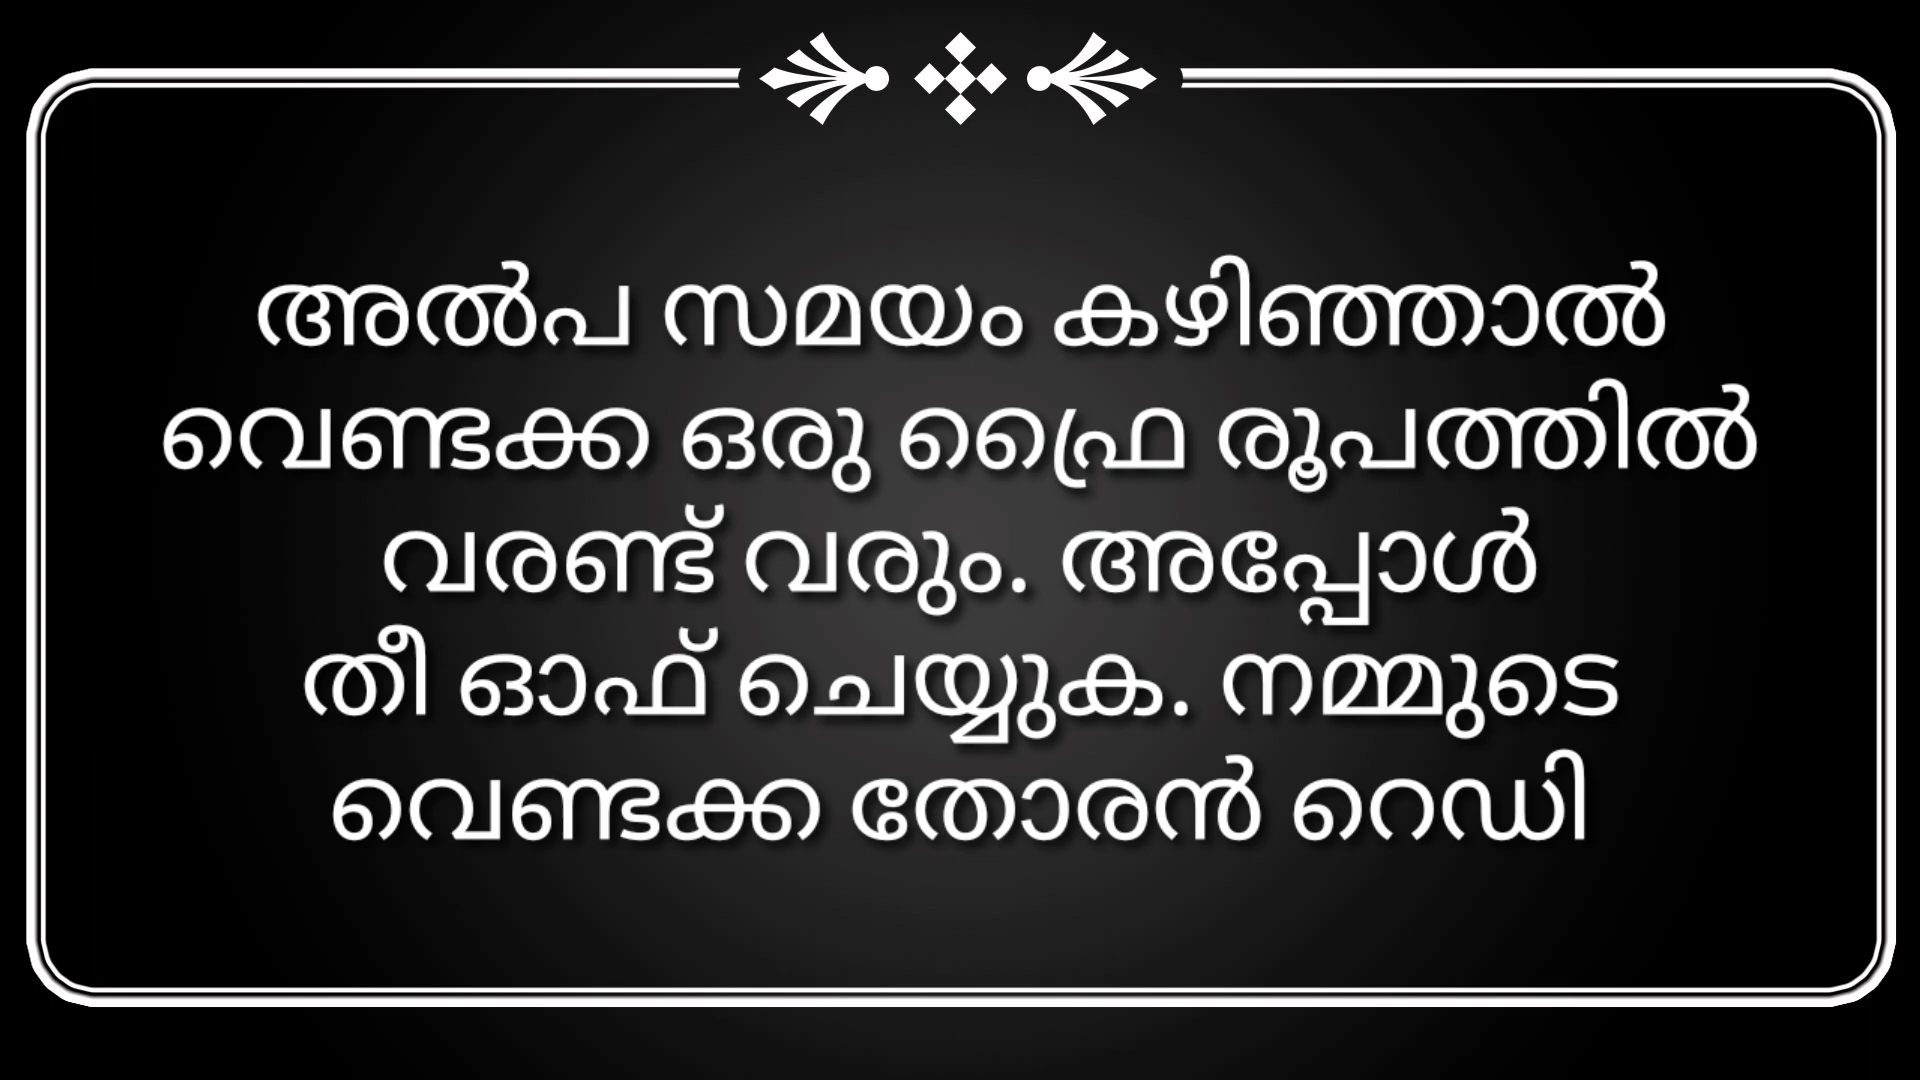 അൽപ സമയം കഴിഞ്ഞാൽ
വെണ്ടക്ക ഒരു ഫ്രൈ രൂപത്തിൽ
വരണ്ട് വരും. അപ്പോൾ
തീ ഓഫ് ചെയ്യുക. നമ്മുടെ
വെണ്ടക്ക തോരൻ റെഡി